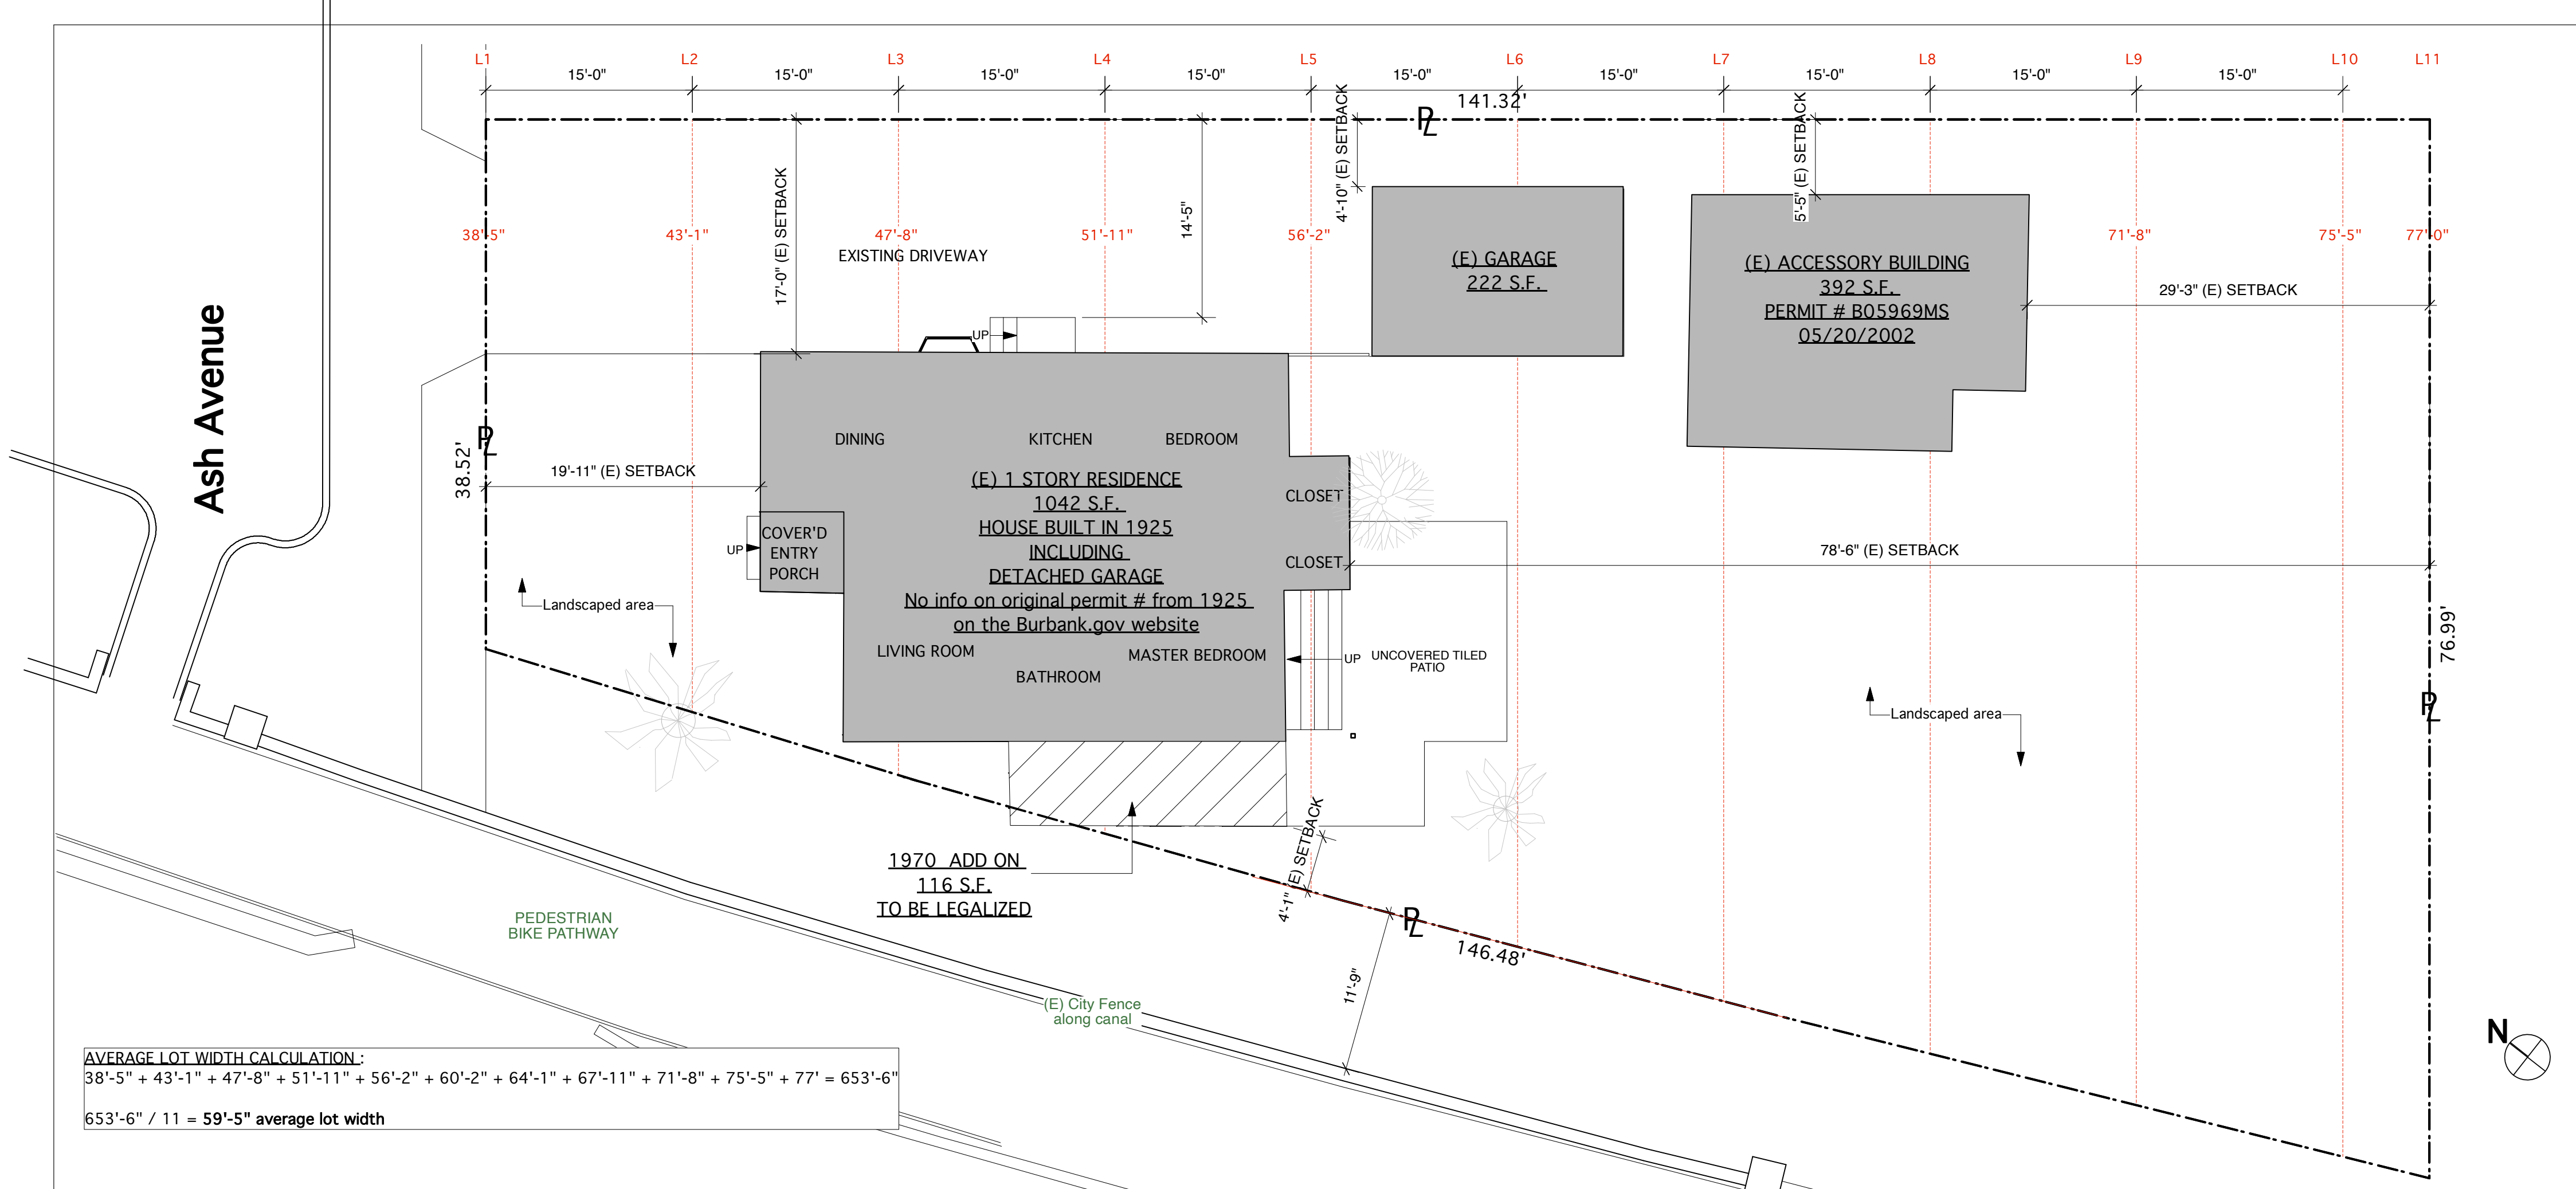 L1
L2
L3
L4
L5
L6
L7
L8
L9
L10
L11
15'-0"
15'-0"
15'-0"
15'-0"
15'-0"
15'-0"
15'-0"
15'-0"
15'-0"
141.32'
PL
17'-0" (E) SETBACK
14'-5"
4'-10" (E) SETBACK
5'-5" (E) SETBACK
38'-5"
43'-1"
47'-8"
51'-11"
56'-2"
71'-8"
75'-5"
77'-0"
EXISTING DRIVEWAY
(E) GARAGE
222 S.F.
(E) ACCESSORY BUILDING
392 S.F.
PERMIT # B05969MS
05/20/2002
29'-3" (E) SETBACK
UP
Ash Avenue
PL
38.52'
19'-11" (E) SETBACK
DINING
KITCHEN
BEDROOM
(E) 1 STORY RESIDENCE
1042 S.F.
HOUSE BUILT IN 1925
INCLUDING
DETACHED GARAGE
No info on original permit # from 1925
on the Burbank.gov website
CLOSET
CLOSET
COVER'D
ENTRY
PORCH
UP
78'-6" (E) SETBACK
Landscaped area
LIVING ROOM
BATHROOM
MASTER BEDROOM
UP
UNCOVERED TILED
PATIO
76.99'
PL
Landscaped area
1970 ADD ON
116 S.F.
TO BE LEGALIZED
4'-1" (E) SETBACK
PL
146.48'
11'-9"
PEDESTRIAN
BIKE PATHWAY
(E) City Fence
along canal
N
AVERAGE LOT WIDTH CALCULATION :
38'-5" + 43'-1" + 47'-8" + 51'-11" + 56'-2" + 60'-2" + 64'-1" + 67'-11" + 71'-8" + 75'-5" + 77' = 653'-6"
653'-6" / 11 = 59'-5" average lot width